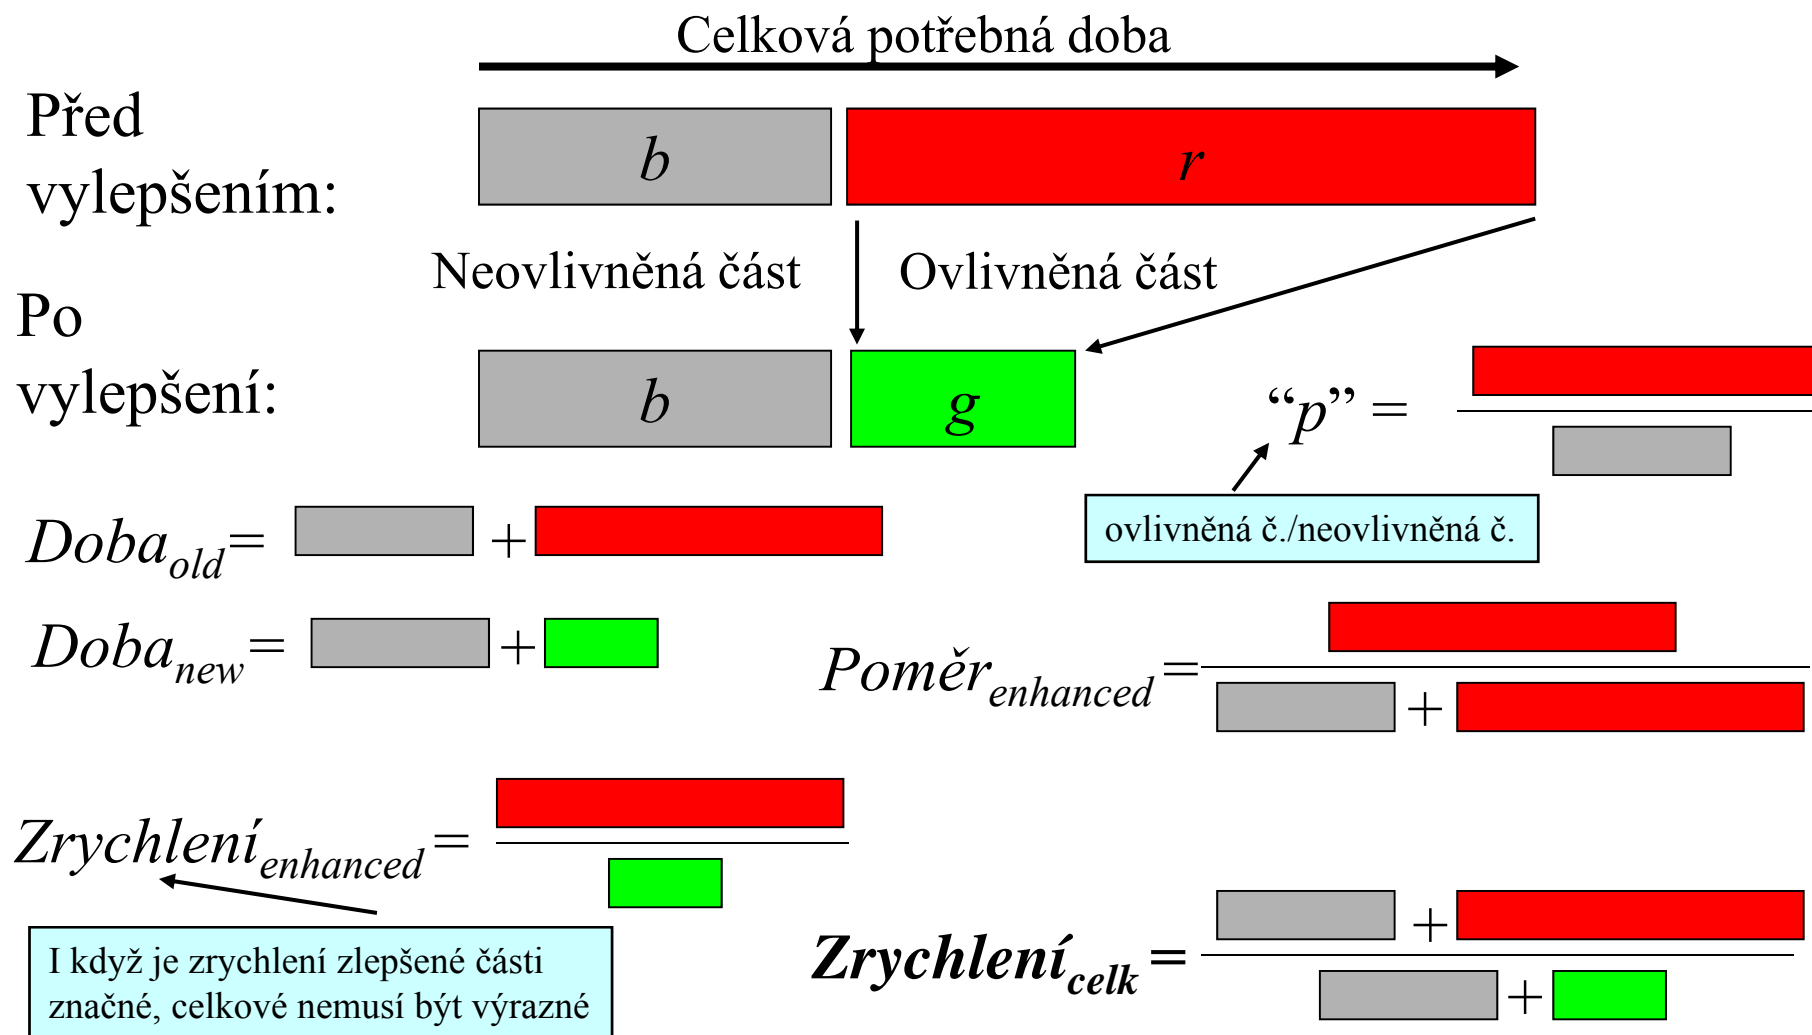 Celková potřebná doba
Před
vylepšením:
b
r
Neovlivněná část
Ovlivněná část
Po
vylepšení:
b
g
“p” =
ovlivněná č./neovlivněná č.
Doba_old = +
Doba_new = +
Poměr_enhanced =
+
Zrychlení_enhanced =
I když je zrychlení zlepšené části
značné, celkové nemusí být výrazné
+
Zrychlení_celk =
+